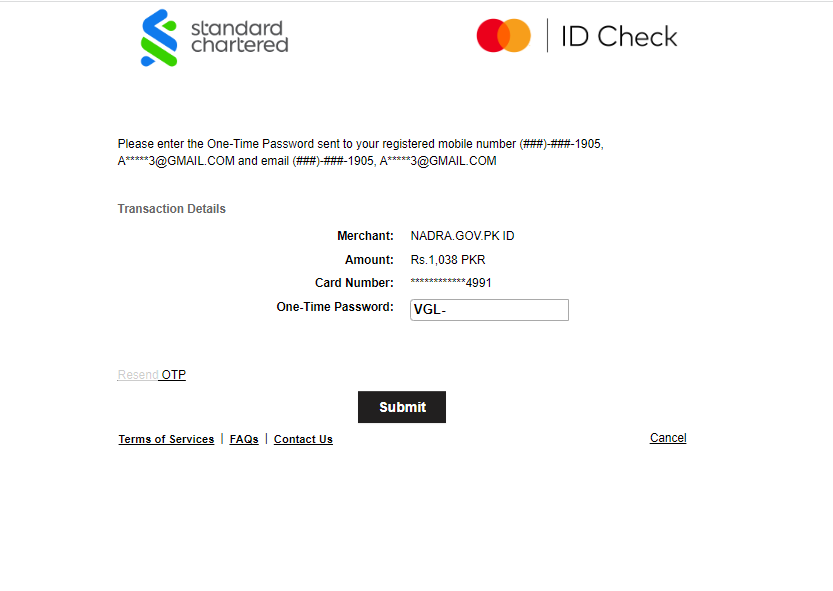 standard
chartered
ID Check
Please enter the One-Time Password sent to your registered mobile number (###)-###-1905,
A*****3@GMAIL.COM and email (###)-###-1905, A*****3@GMAIL.COM
Transaction Details
Merchant: NADRA.GOV.PK ID
Amount: Rs.1,038 PKR
Card Number: ************4991
One-Time Password: VGL-
Resend OTP
Submit
Terms of Services | FAQs | Contact Us Cancel